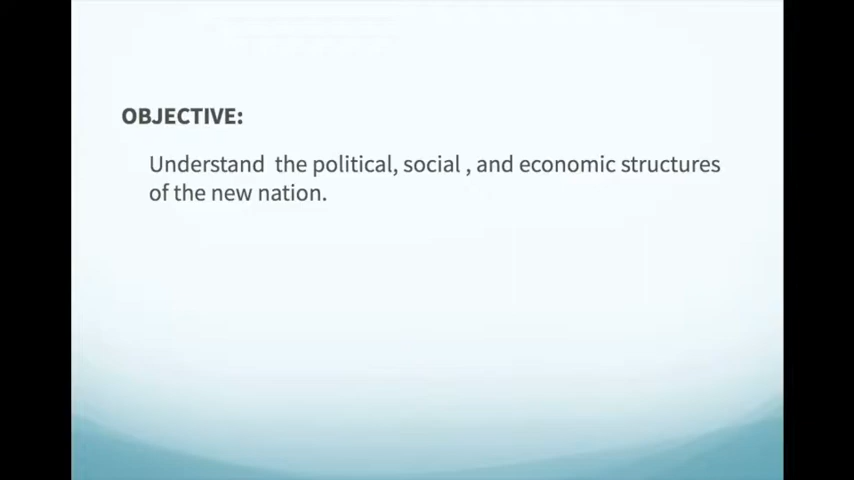 OBJECTIVE:
Understand  the political, social , and economic structures
of the new nation.